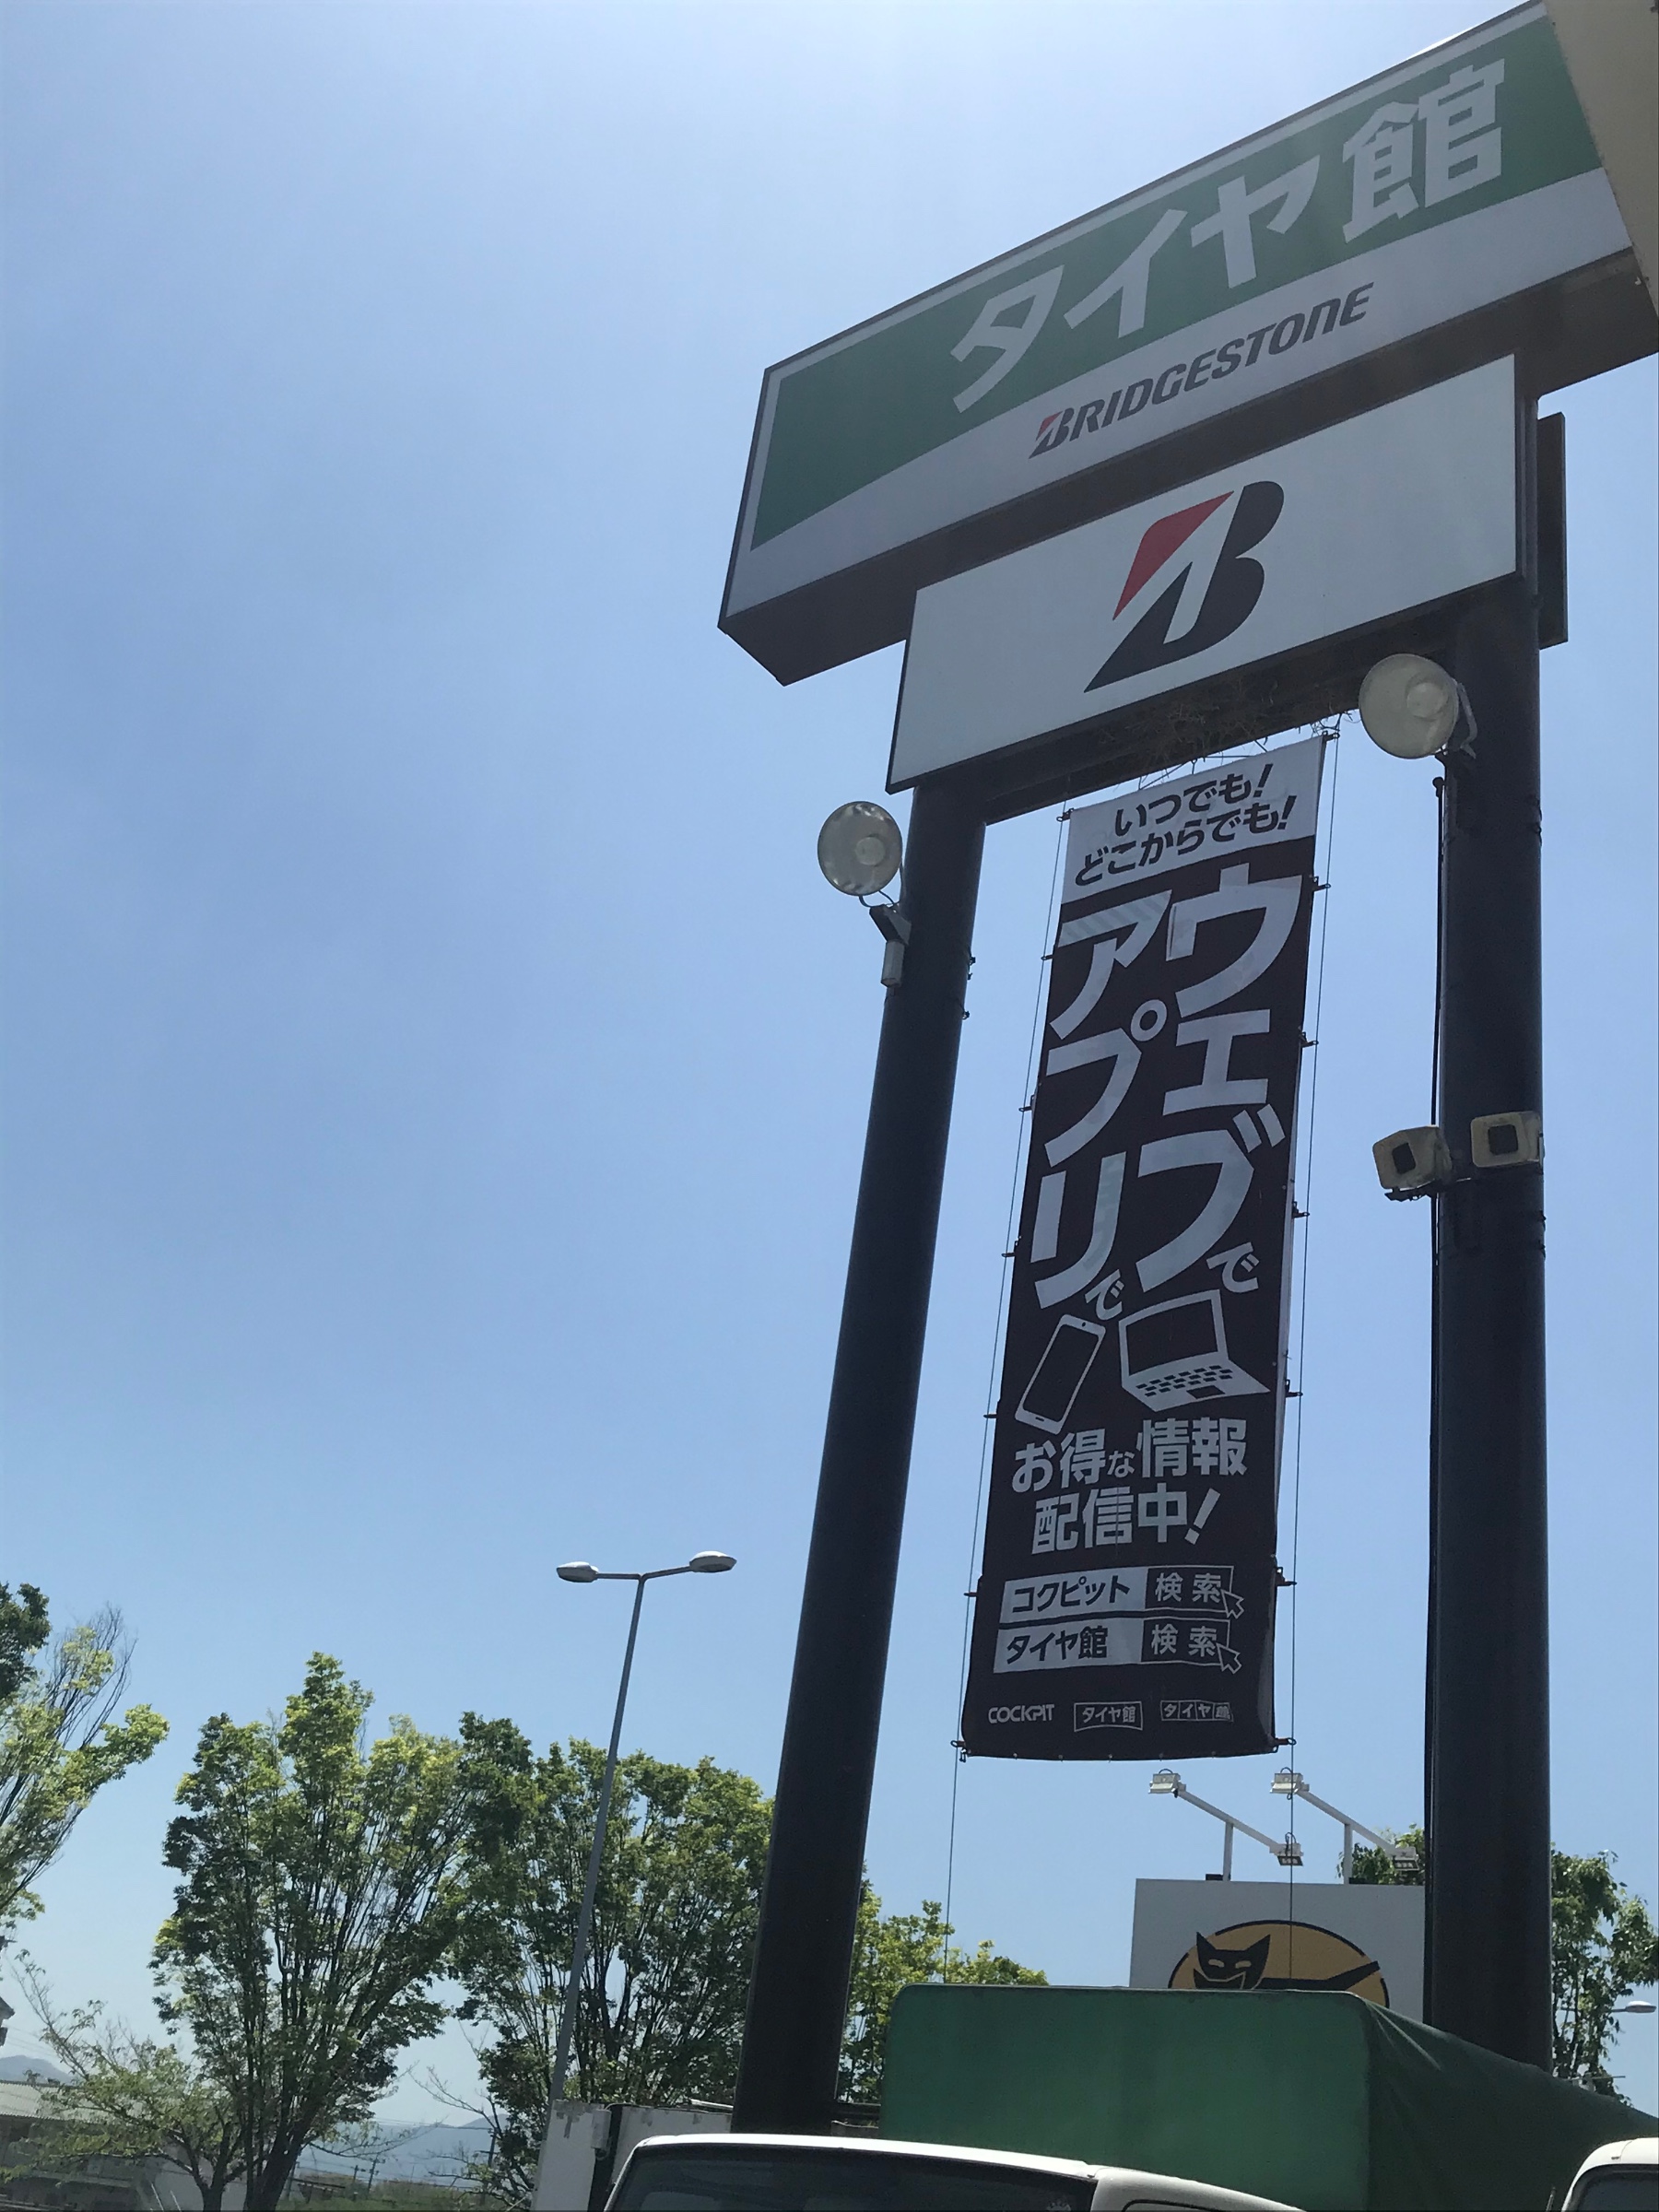 タイヤ館
BRIDGESTONE
B
いつでも!
どこからでも!
ウェブで
アプリで
お得な情報
配信中!
コクピット 検索
タイヤ館 検索
COCKPIT タイヤ館 タイヤ館